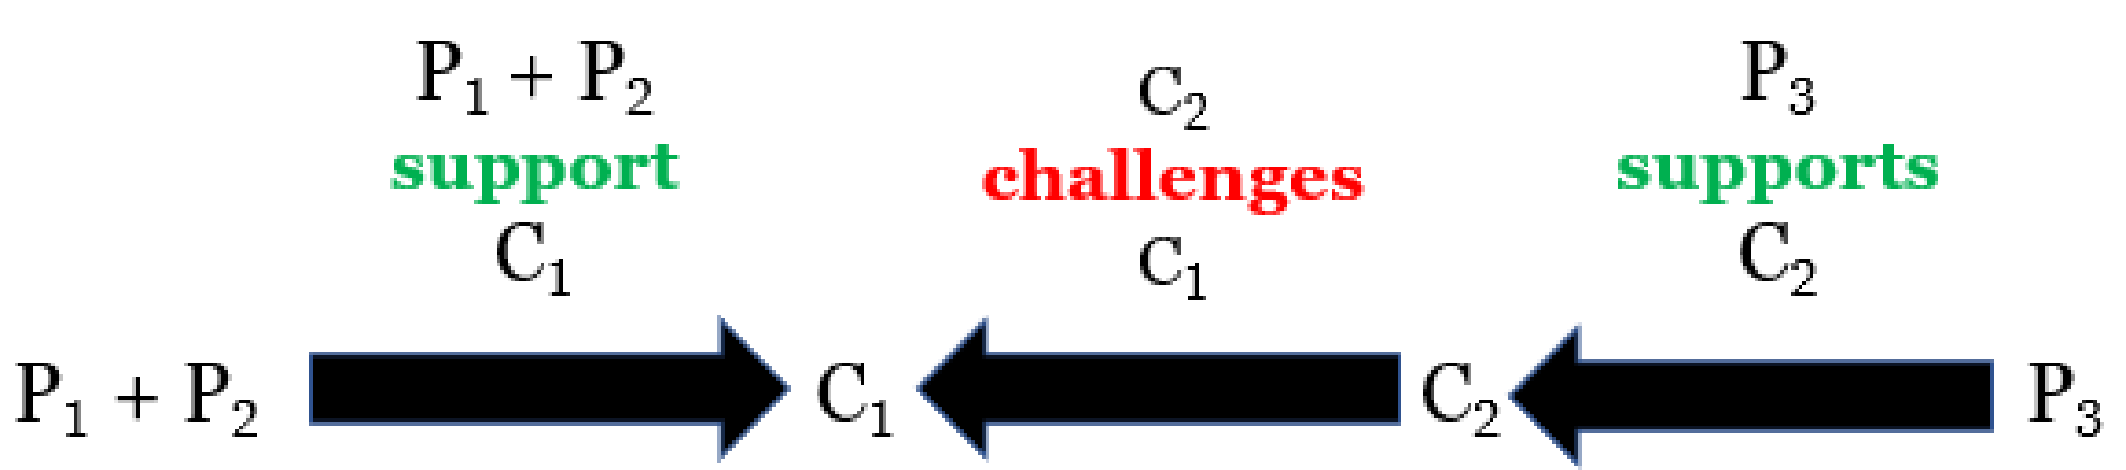 P₁ + P₂
support
C₁
C₂
challenges
C₁
P₃
supports
C₂
P₁ + P₂ C₁ C₂ P₃